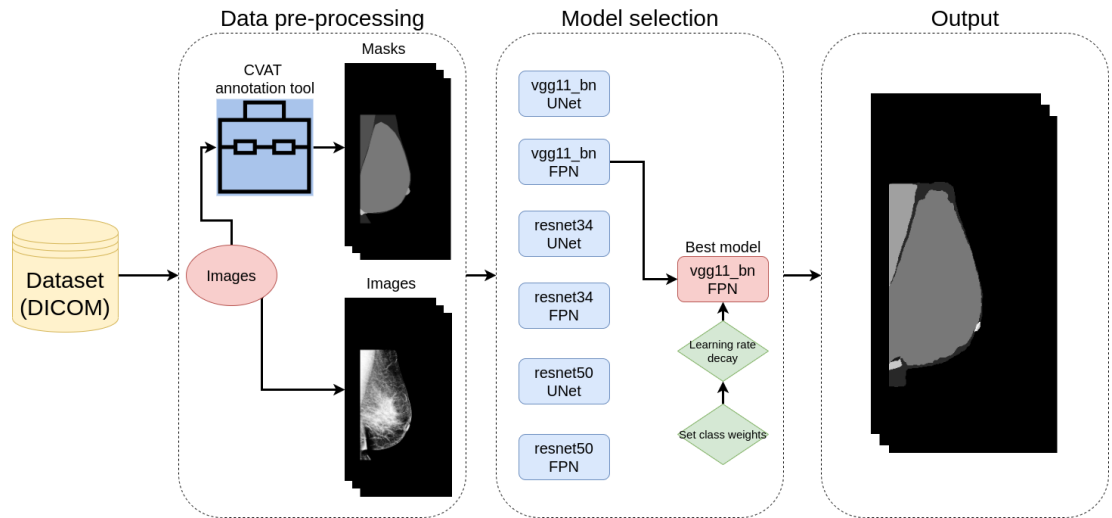 Data pre-processing
Model selection
Output
CVAT
annotation tool
Masks
Images
Images
Dataset
(DICOM)
vgg11_bn
UNet
vgg11_bn
FPN
resnet34
UNet
resnet34
FPN
resnet50
UNet
resnet50
FPN
Best model
vgg11_bn
FPN
Learning rate
decay
Set class weights